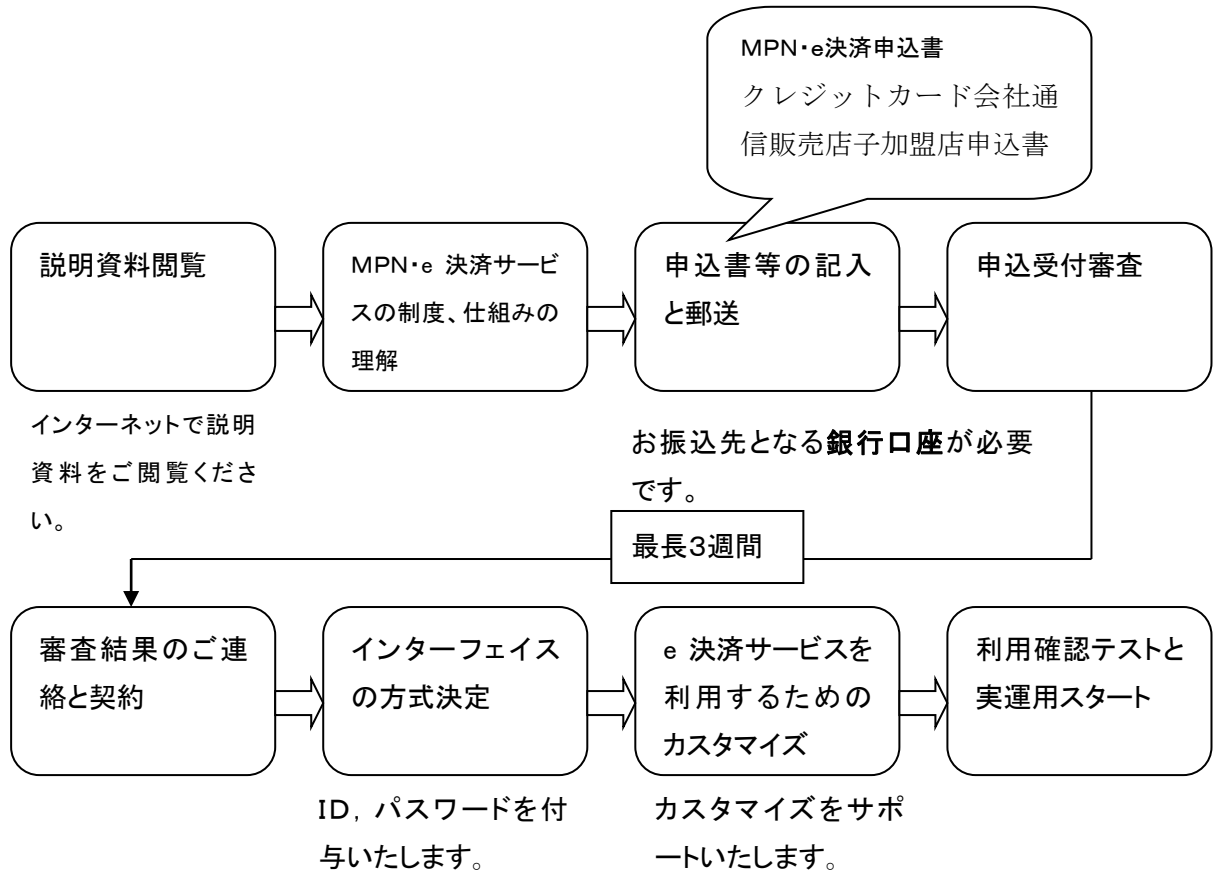 MPN・e決済申込書
クレジットカード会社通
信販売店子加盟店申込書
説明資料閲覧
MPN・e 決済サービ
スの制度、仕組みの
理解
申込書等の記入
と郵送
申込受付審査
インターネットで説明
資料をご閲覧くださ
い。
お振込先となる銀行口座が必要
です。
最長3週間
審査結果のご連
絡と契約
インターフェイス
の方式決定
e 決済サービスを
利用するための
カスタマイズ
利用確認テストと
実運用スタート
ID, パスワードを付
与いたします。
カスタマイズをサポ
ートいたします。